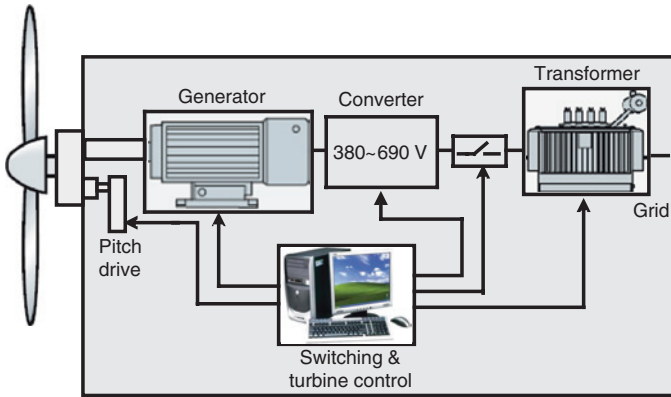 Transformer
Generator
Converter
380~690 V
Grid
Pitch
drive
Switching &
turbine control